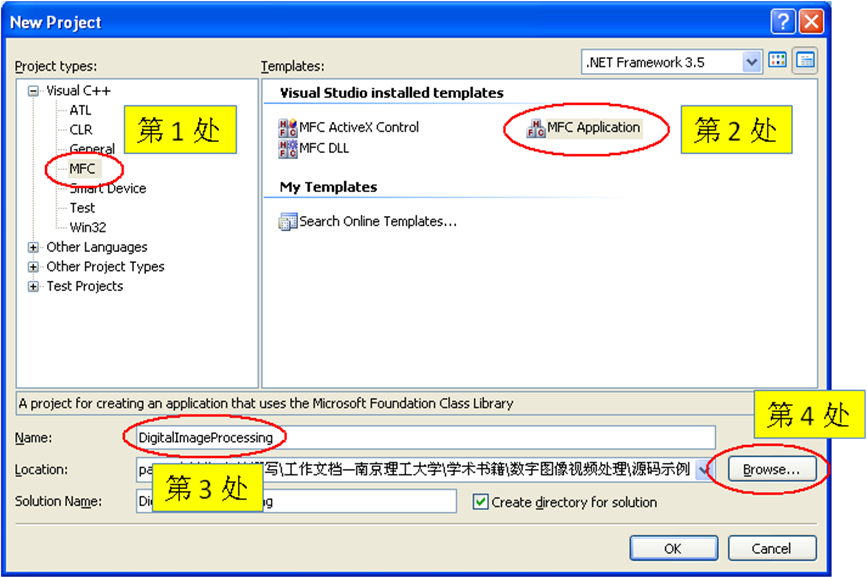 New Project
Project types:
Templates:
.NET Framework 3.5
Visual C++
ATL
CLR
General
MFC
Smart Device
Test
Win32
Other Languages
Other Project Types
Test Projects
第 1 处
Visual Studio installed templates
MFC ActiveX Control
MFC Application
MFC DLL
第 2 处
My Templates
Search Online Templates...
A project for creating an application that uses the Microsoft Foundation Class Library
第 4 处
Name:
DigitalImageProcessing
Location:
写\工作文档—南京理工大学\学术书籍\数字图像视频处理\源码示例
Browse...
第 3 处
Solution Name:
Create directory for solution
OK
Cancel